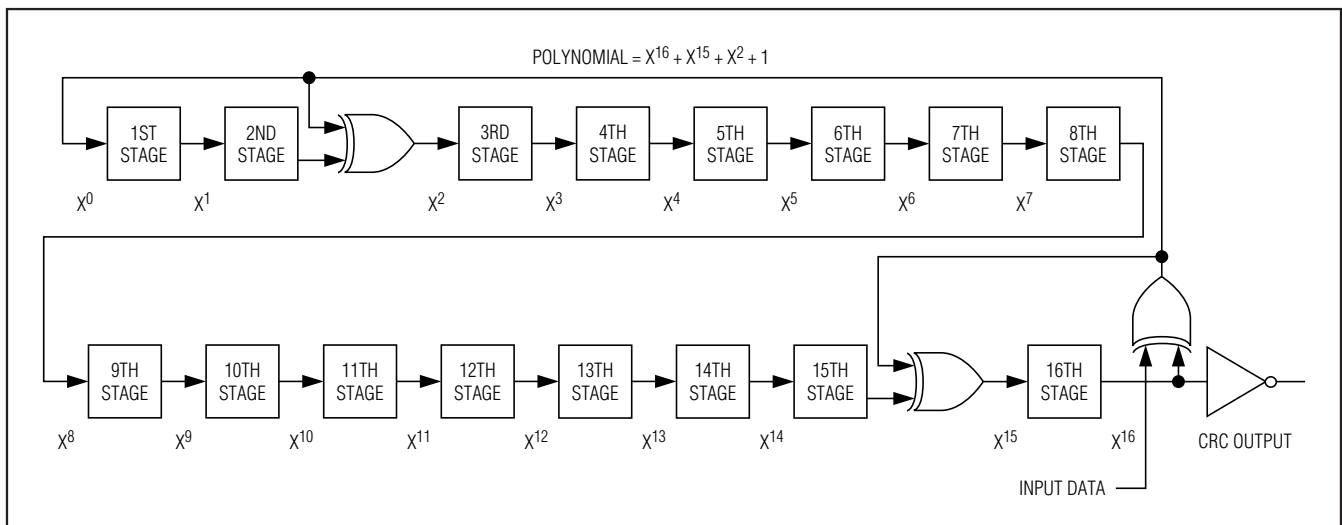 POLYNOMIAL = X16 + X15 + X2 + 1
1ST STAGE
2ND STAGE
3RD STAGE
4TH STAGE
5TH STAGE
6TH STAGE
7TH STAGE
8TH STAGE
X0
X1
X2
X3
X4
X5
X6
X7
9TH STAGE
10TH STAGE
11TH STAGE
12TH STAGE
13TH STAGE
14TH STAGE
15TH STAGE
16TH STAGE
X8
X9
X10
X11
X12
X13
X14
X15
X16
CRC OUTPUT
INPUT DATA